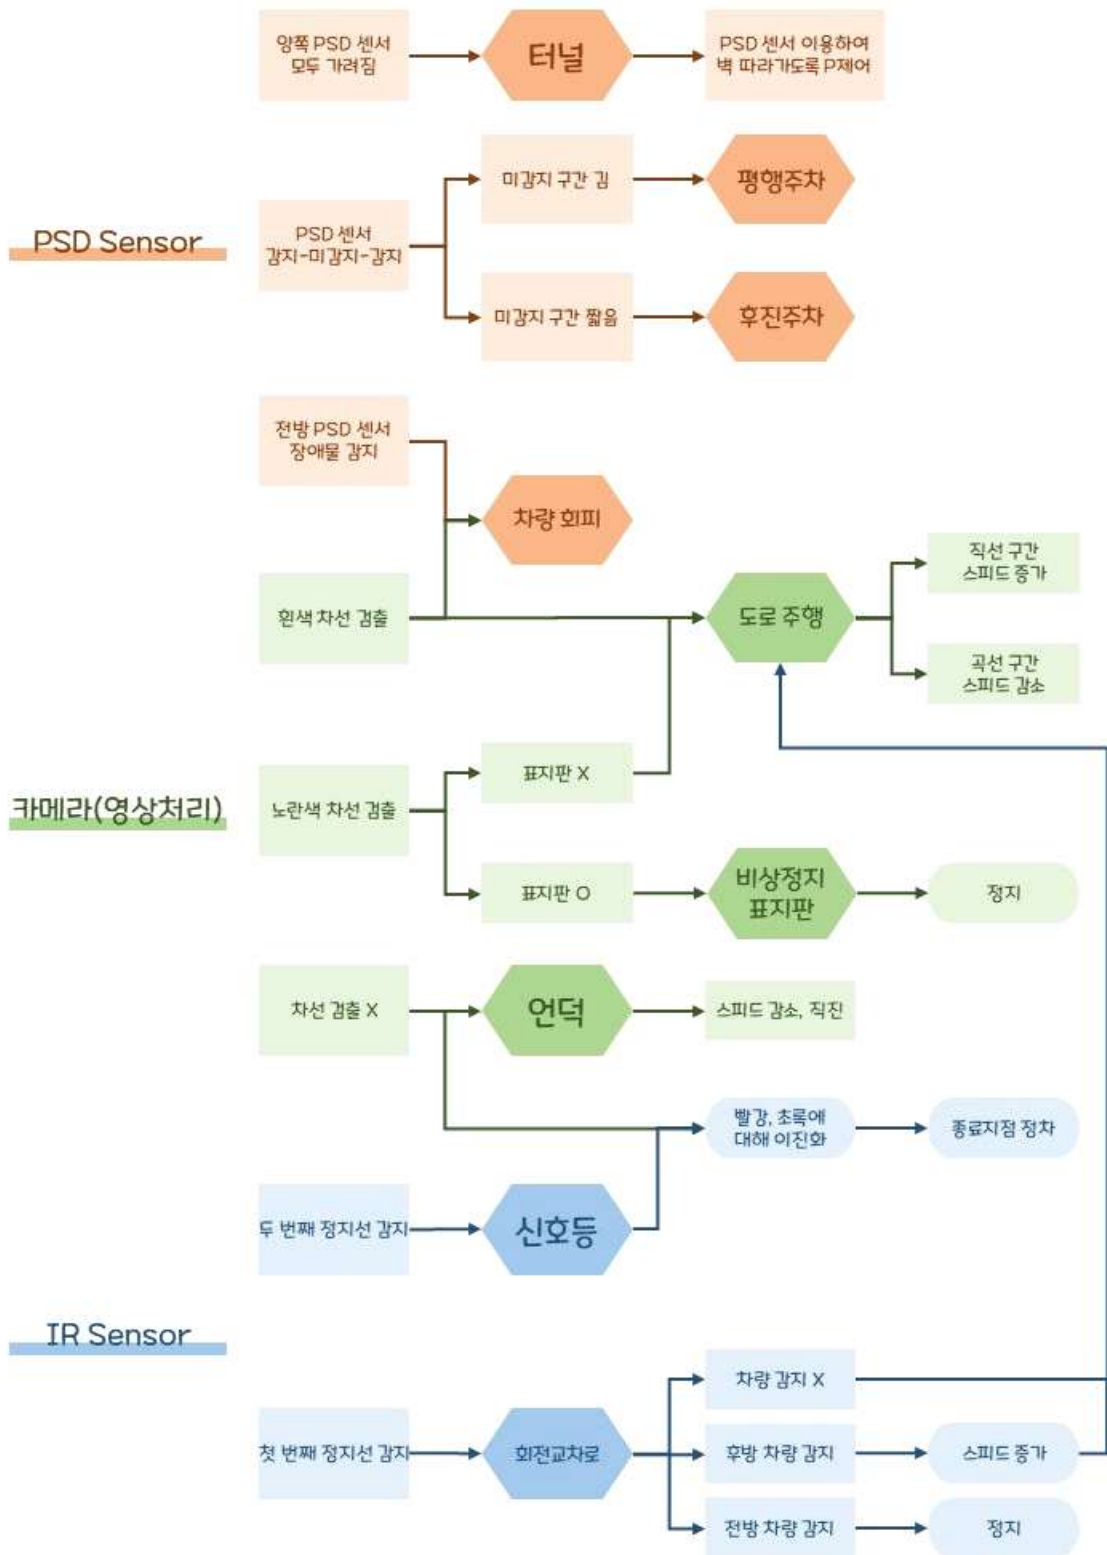 양쪽 PSD 센서
모두 가려짐
터널
PSD 센서 이용하여
벽 따라가도록 P제어
PSD Sensor
PSD 센서
감지-미감지-감지
미감지 구간 김
평행주차
미감지 구간 짧음
후진주차
전방 PSD 센서
장애물 감지
차량 회피
흰색 차선 검출
도로 주행
직선 구간
스피드 증가
곡선 구간
스피드 감소
카메라(영상처리)
노란색 차선 검출
표지판 X
표지판 O
비상정지
표지판
정지
차선 검출 X
언덕
스피드 감소, 직진
빨강, 초록에
대해 이진화
종료지점 정차
두 번째 정지선 감지
신호등
IR Sensor
첫 번째 정지선 감지
회전교차로
차량 감지 X
후방 차량 감지
스피드 증가
전방 차량 감지
정지